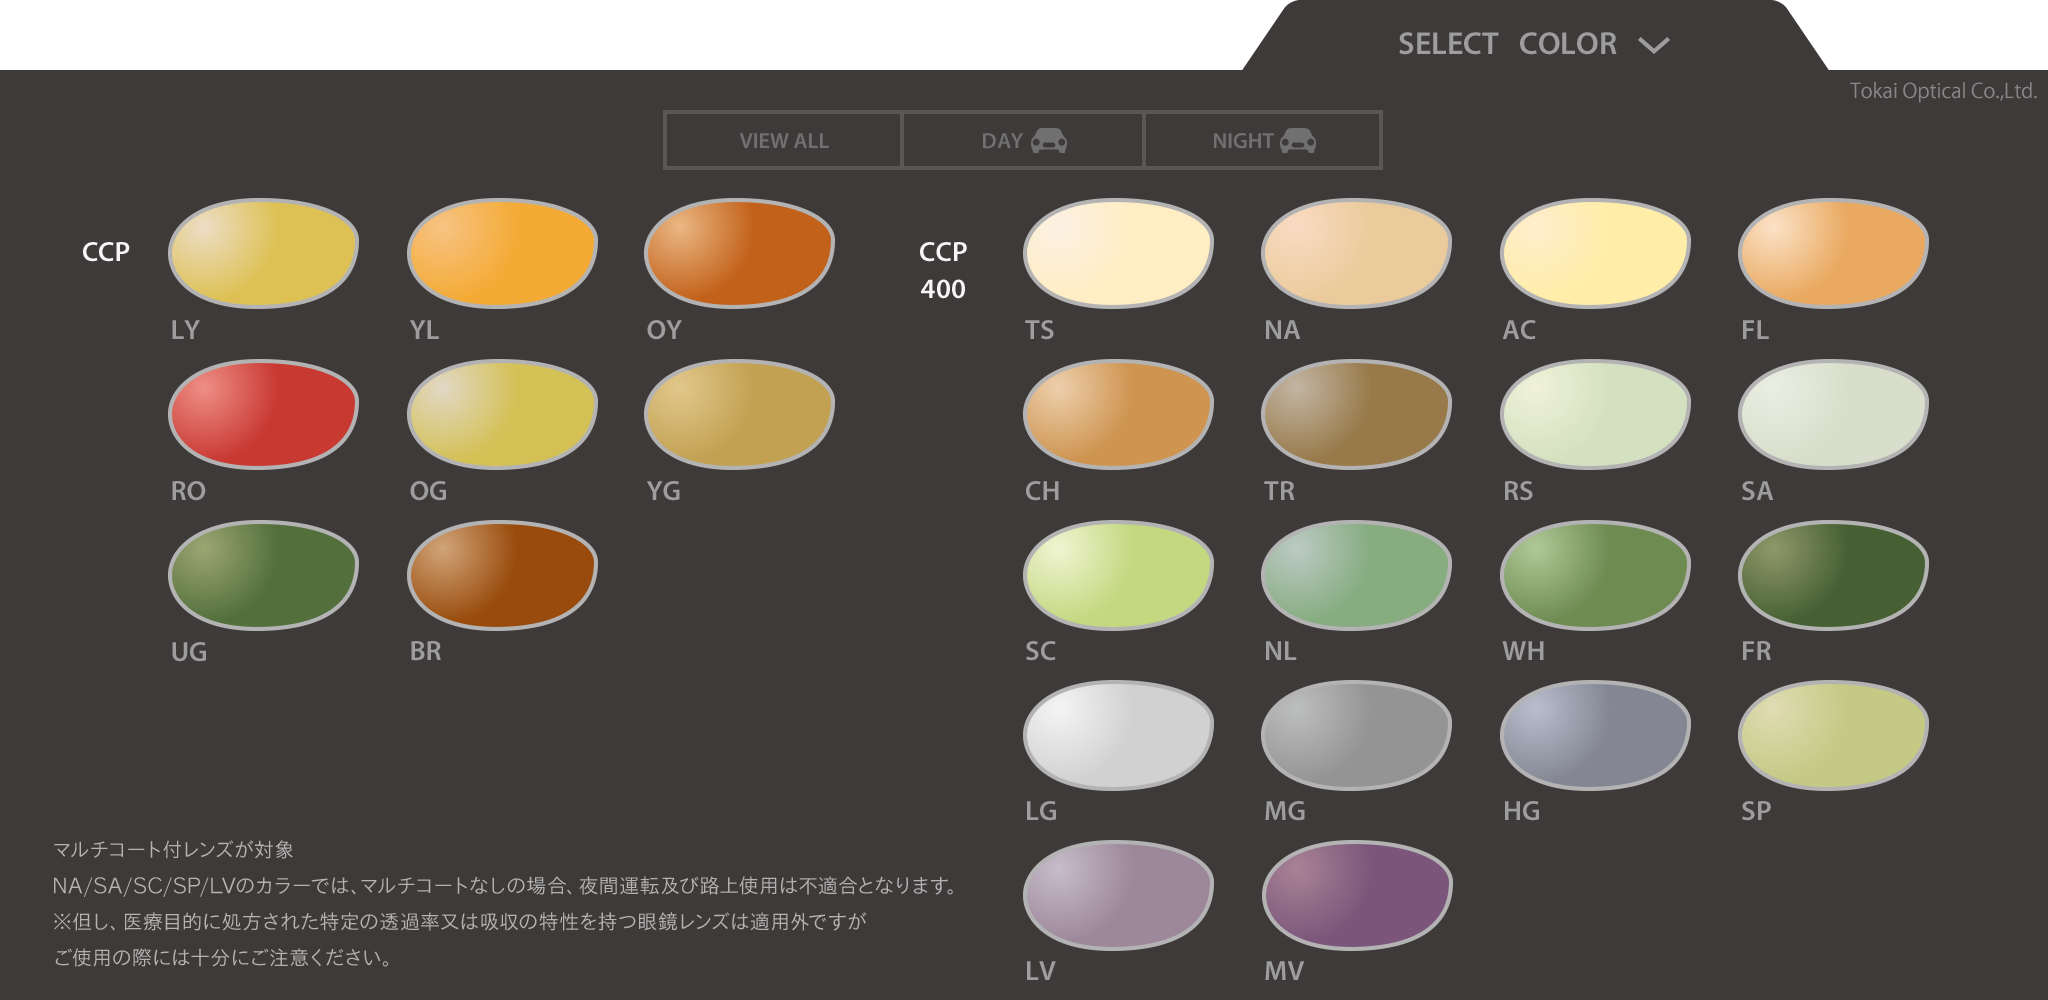 SELECT COLOR
Tokai Optical Co.,Ltd.
VIEW ALL
DAY
NIGHT
CCP
LY
YL
OY
RO
OG
YG
UG
BR
CCP
400
TS
NA
AC
FL
CH
TR
RS
SA
SC
NL
WH
FR
LG
MG
HG
SP
LV
MV
マルチコート付レンズが対象
NA/SA/SC/SP/LVのカラーでは、マルチコートなしの場合、夜間運転及び路上使用は不適合となります。
※但し、医療目的に処方された特定の透過率又は吸収の特性を持つ眼鏡レンズは適用外ですが
ご使用の際には十分にご注意ください。